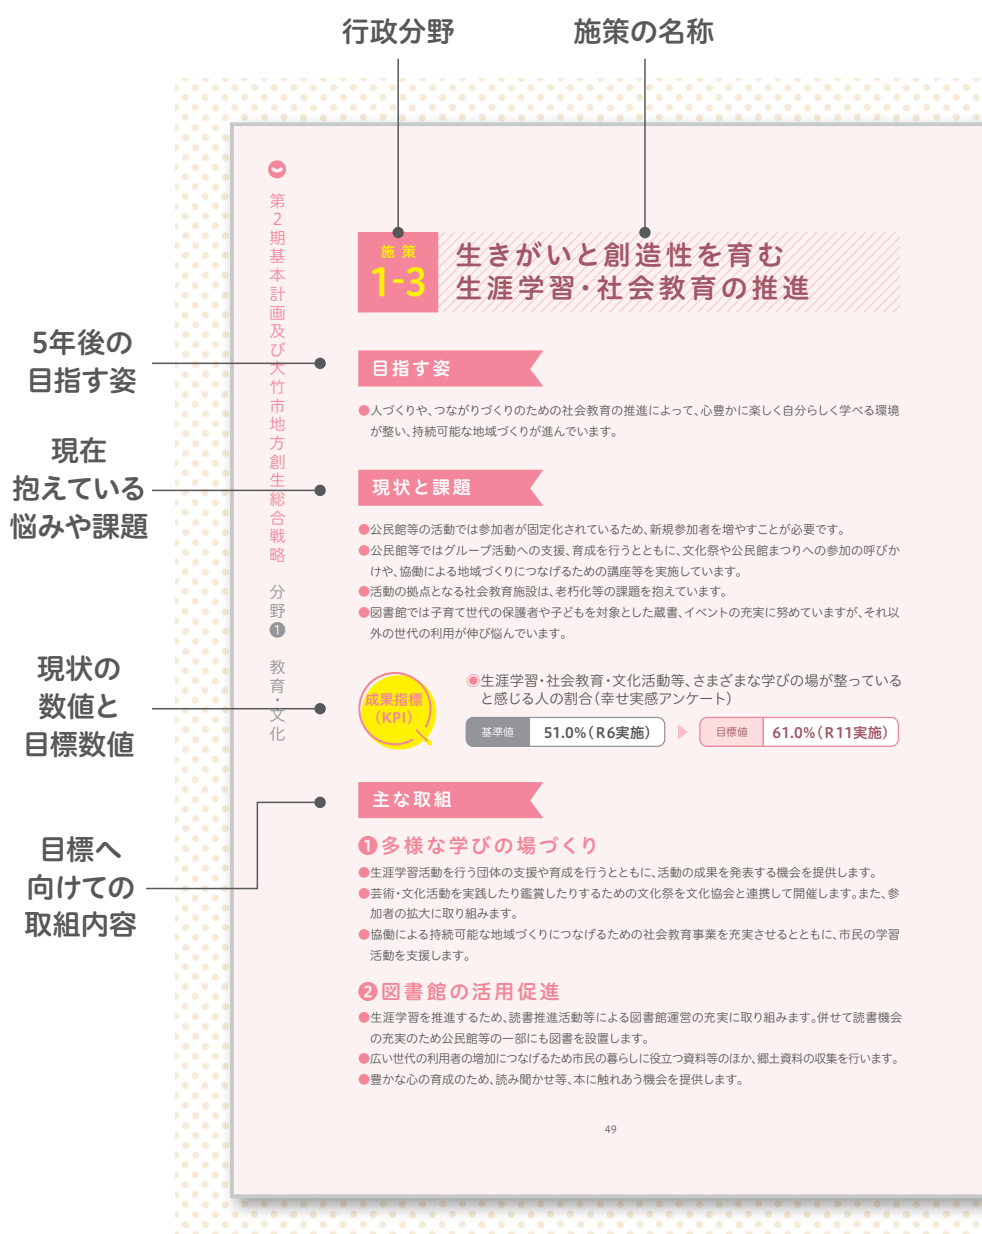 行政分野
施策の名称
第2期基本計画及び大竹市地方創生総合戦略 分野❶ 教育・文化
施策
1-3
生きがいと創造性を育む
生涯学習・社会教育の推進
5年後の
目指す姿
目指す姿
●人づくりや、つながりづくりのための社会教育の推進によって、心豊かに楽しく自分らしく学べる環境
が整い、持続可能な地域づくりが進んでいます。
現在
抱えている
悩みや課題
現状と課題
●公民館等の活動では参加者が固定化されているため、新規参加者を増やすことが必要です。
●公民館等ではグループ活動への支援、育成を行うとともに、文化祭や公民館まつりへの参加の呼びか
けや、協働による地域づくりにつなげるための講座等を実施しています。
●活動の拠点となる社会教育施設は、老朽化等の課題を抱えています。
●図書館では子育て世代の保護者や子どもを対象とした蔵書、イベントの充実に努めていますが、それ以
外の世代の利用が伸び悩んでいます。
現状の
数値と
目標数値
成果指標
（KPI）
◉生涯学習・社会教育・文化活動等、さまざまな学びの場が整っている
と感じる人の割合（幸せ実感アンケート）
基準値 51.0%（R6実施） ▶ 目標値 61.0%（R11実施）
目標へ
向けての
取組内容
主な取組
❶多様な学びの場づくり
●生涯学習活動を行う団体の支援や育成を行うとともに、活動の成果を発表する機会を提供します。
●芸術・文化活動を実践したり鑑賞したりするための文化祭を文化協会と連携して開催します。また、参
加者の拡大に取り組みます。
●協働による持続可能な地域づくりにつなげるための社会教育事業を充実させるとともに、市民の学習
活動を支援します。
❷図書館の活用促進
●生涯学習を推進するため、読書推進活動等による図書館運営の充実に取り組みます。併せて読書機会
の充実のため公民館等の一部にも図書を設置します。
●広い世代の利用者の増加につなげるため市民の暮らしに役立つ資料等のほか、郷土資料の収集を行います。
●豊かな心の育成のため、読み聞かせ等、本に触れあう機会を提供します。
49